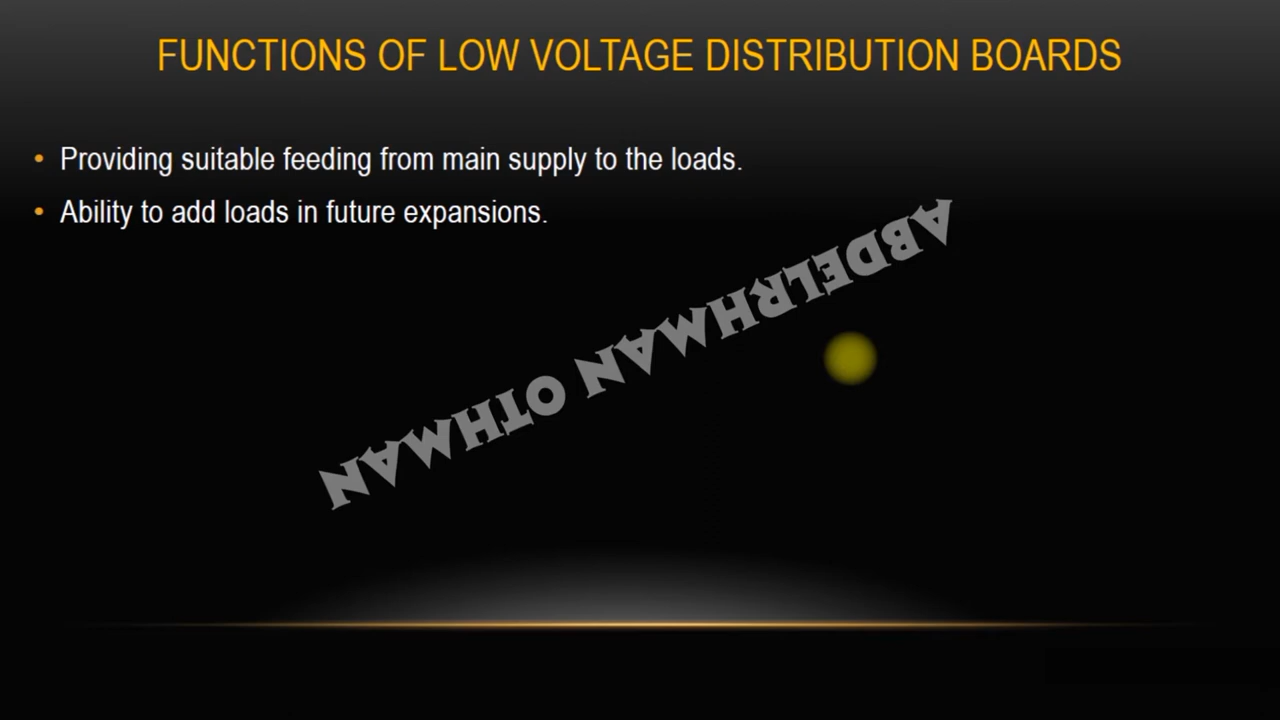 FUNCTIONS OF LOW VOLTAGE DISTRIBUTION BOARDS
• Providing suitable feeding from main supply to the loads.
• Ability to add loads in future expansions.
ABDELRHMAN OTHMAN